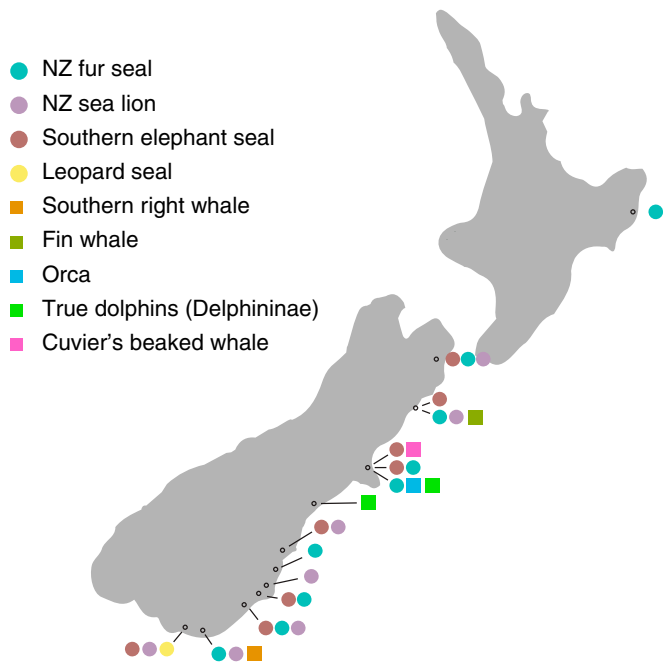 NZ fur seal
NZ sea lion
Southern elephant seal
Leopard seal
Southern right whale
Fin whale
Orca
True dolphins (Delphininae)
Cuvier's beaked whale